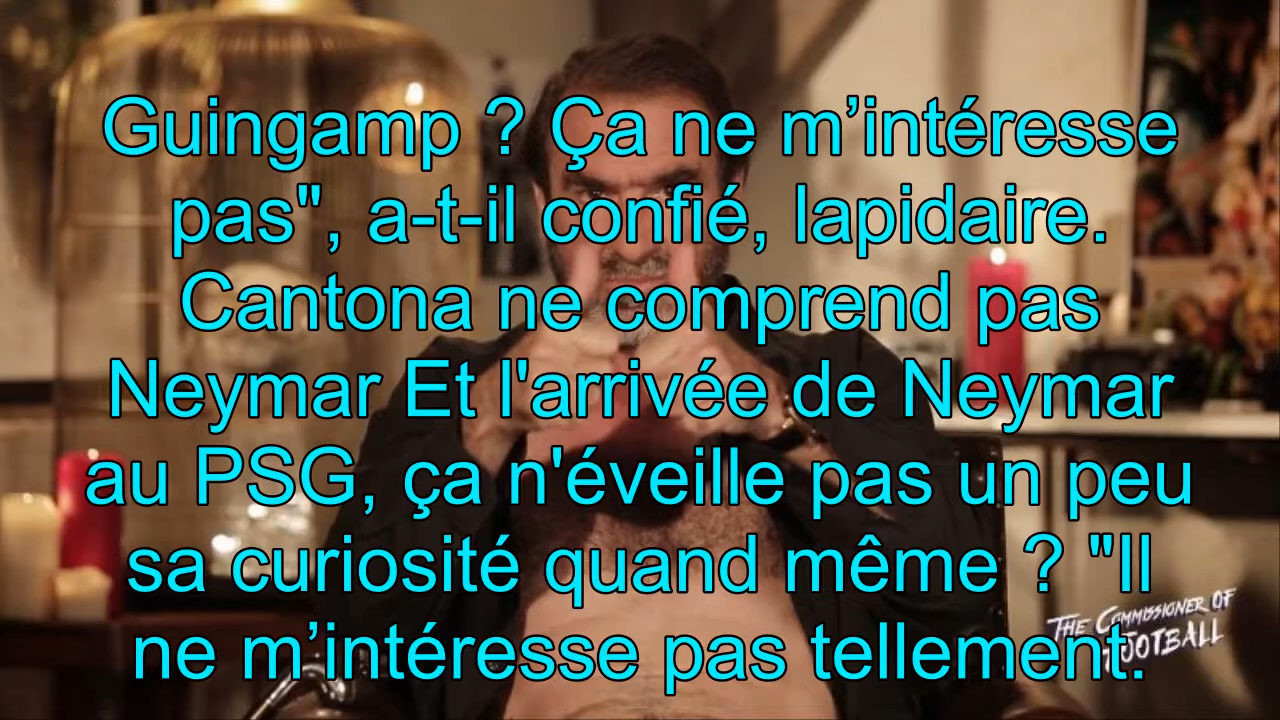 Guingamp ? Ça ne m’intéresse
pas", a-t-il confié, lapidaire.
Cantona ne comprend pas
Neymar Et l'arrivée de Neymar
au PSG, ça n'éveille pas un peu
sa curiosité quand même ? "Il
ne m’intéresse pas tellement.
THE COMMISSIONER OF
FOOTBALL